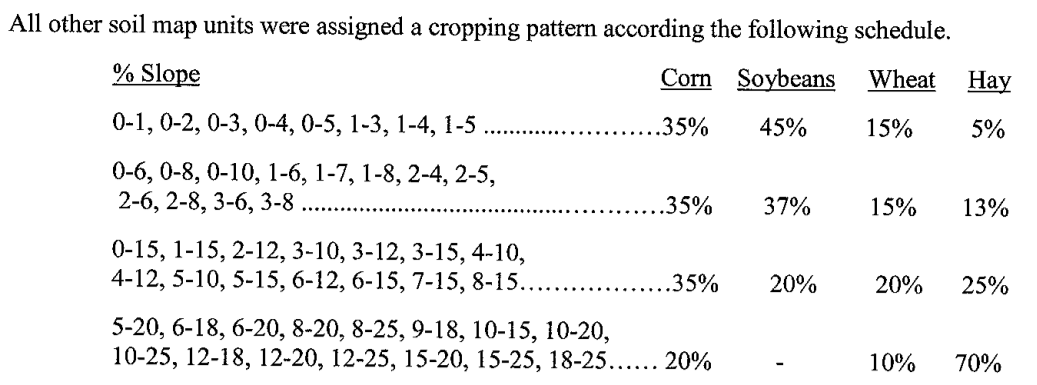 All other soil map units were assigned a cropping pattern according the following schedule.
% Slope Corn Soybeans Wheat Hay
0-1, 0-2, 0-3, 0-4, 0-5, 1-3, 1-4, 1-5 ........................35% 45% 15% 5%
0-6, 0-8, 0-10, 1-6, 1-7, 1-8, 2-4, 2-5,
2-6, 2-8, 3-6, 3-8 ..................................................35% 37% 15% 13%
0-15, 1-15, 2-12, 3-10, 3-12, 3-15, 4-10,
4-12, 5-10, 5-15, 6-12, 6-15, 7-15, 8-15....................35% 20% 20% 25%
5-20, 6-18, 6-20, 8-20, 8-25, 9-18, 10-15, 10-20,
10-25, 12-18, 12-20, 12-25, 15-20, 15-25, 18-25...... 20% - 10% 70%